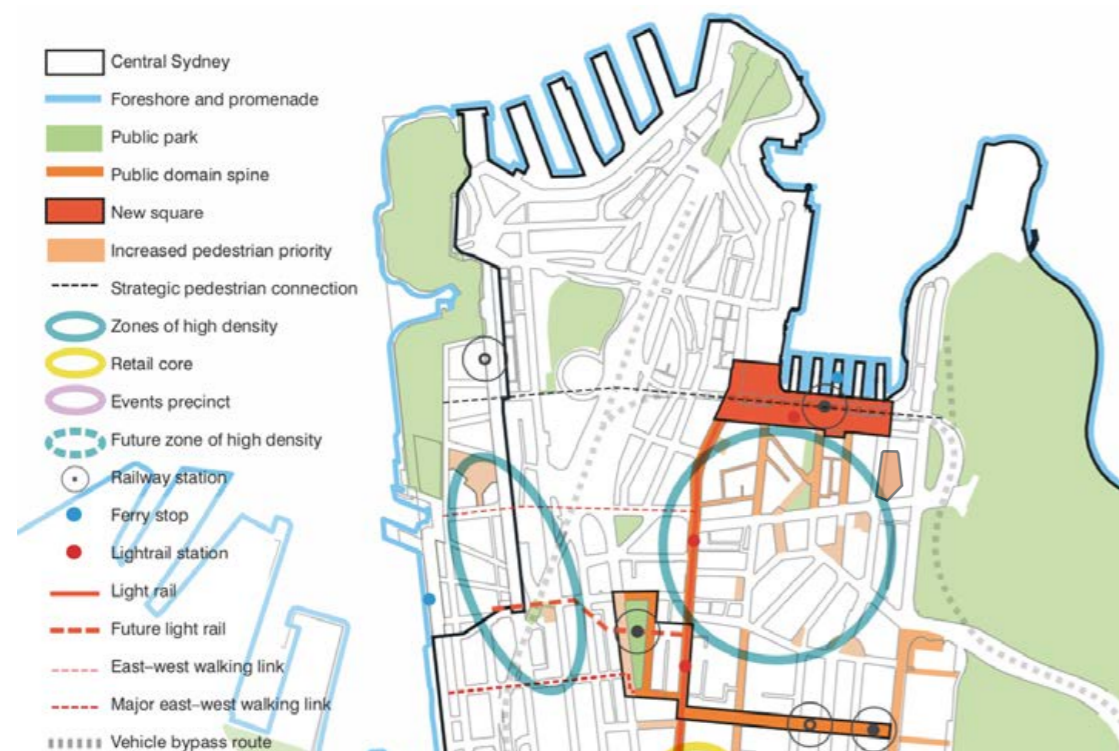 Central Sydney
Foreshore and promenade
Public park
Public domain spine
New square
Increased pedestrian priority
Strategic pedestrian connection
Zones of high density
Retail core
Events precinct
Future zone of high density
Railway station
Ferry stop
Lightrail station
Light rail
Future light rail
East–west walking link
Major east–west walking link
Vehicle bypass route